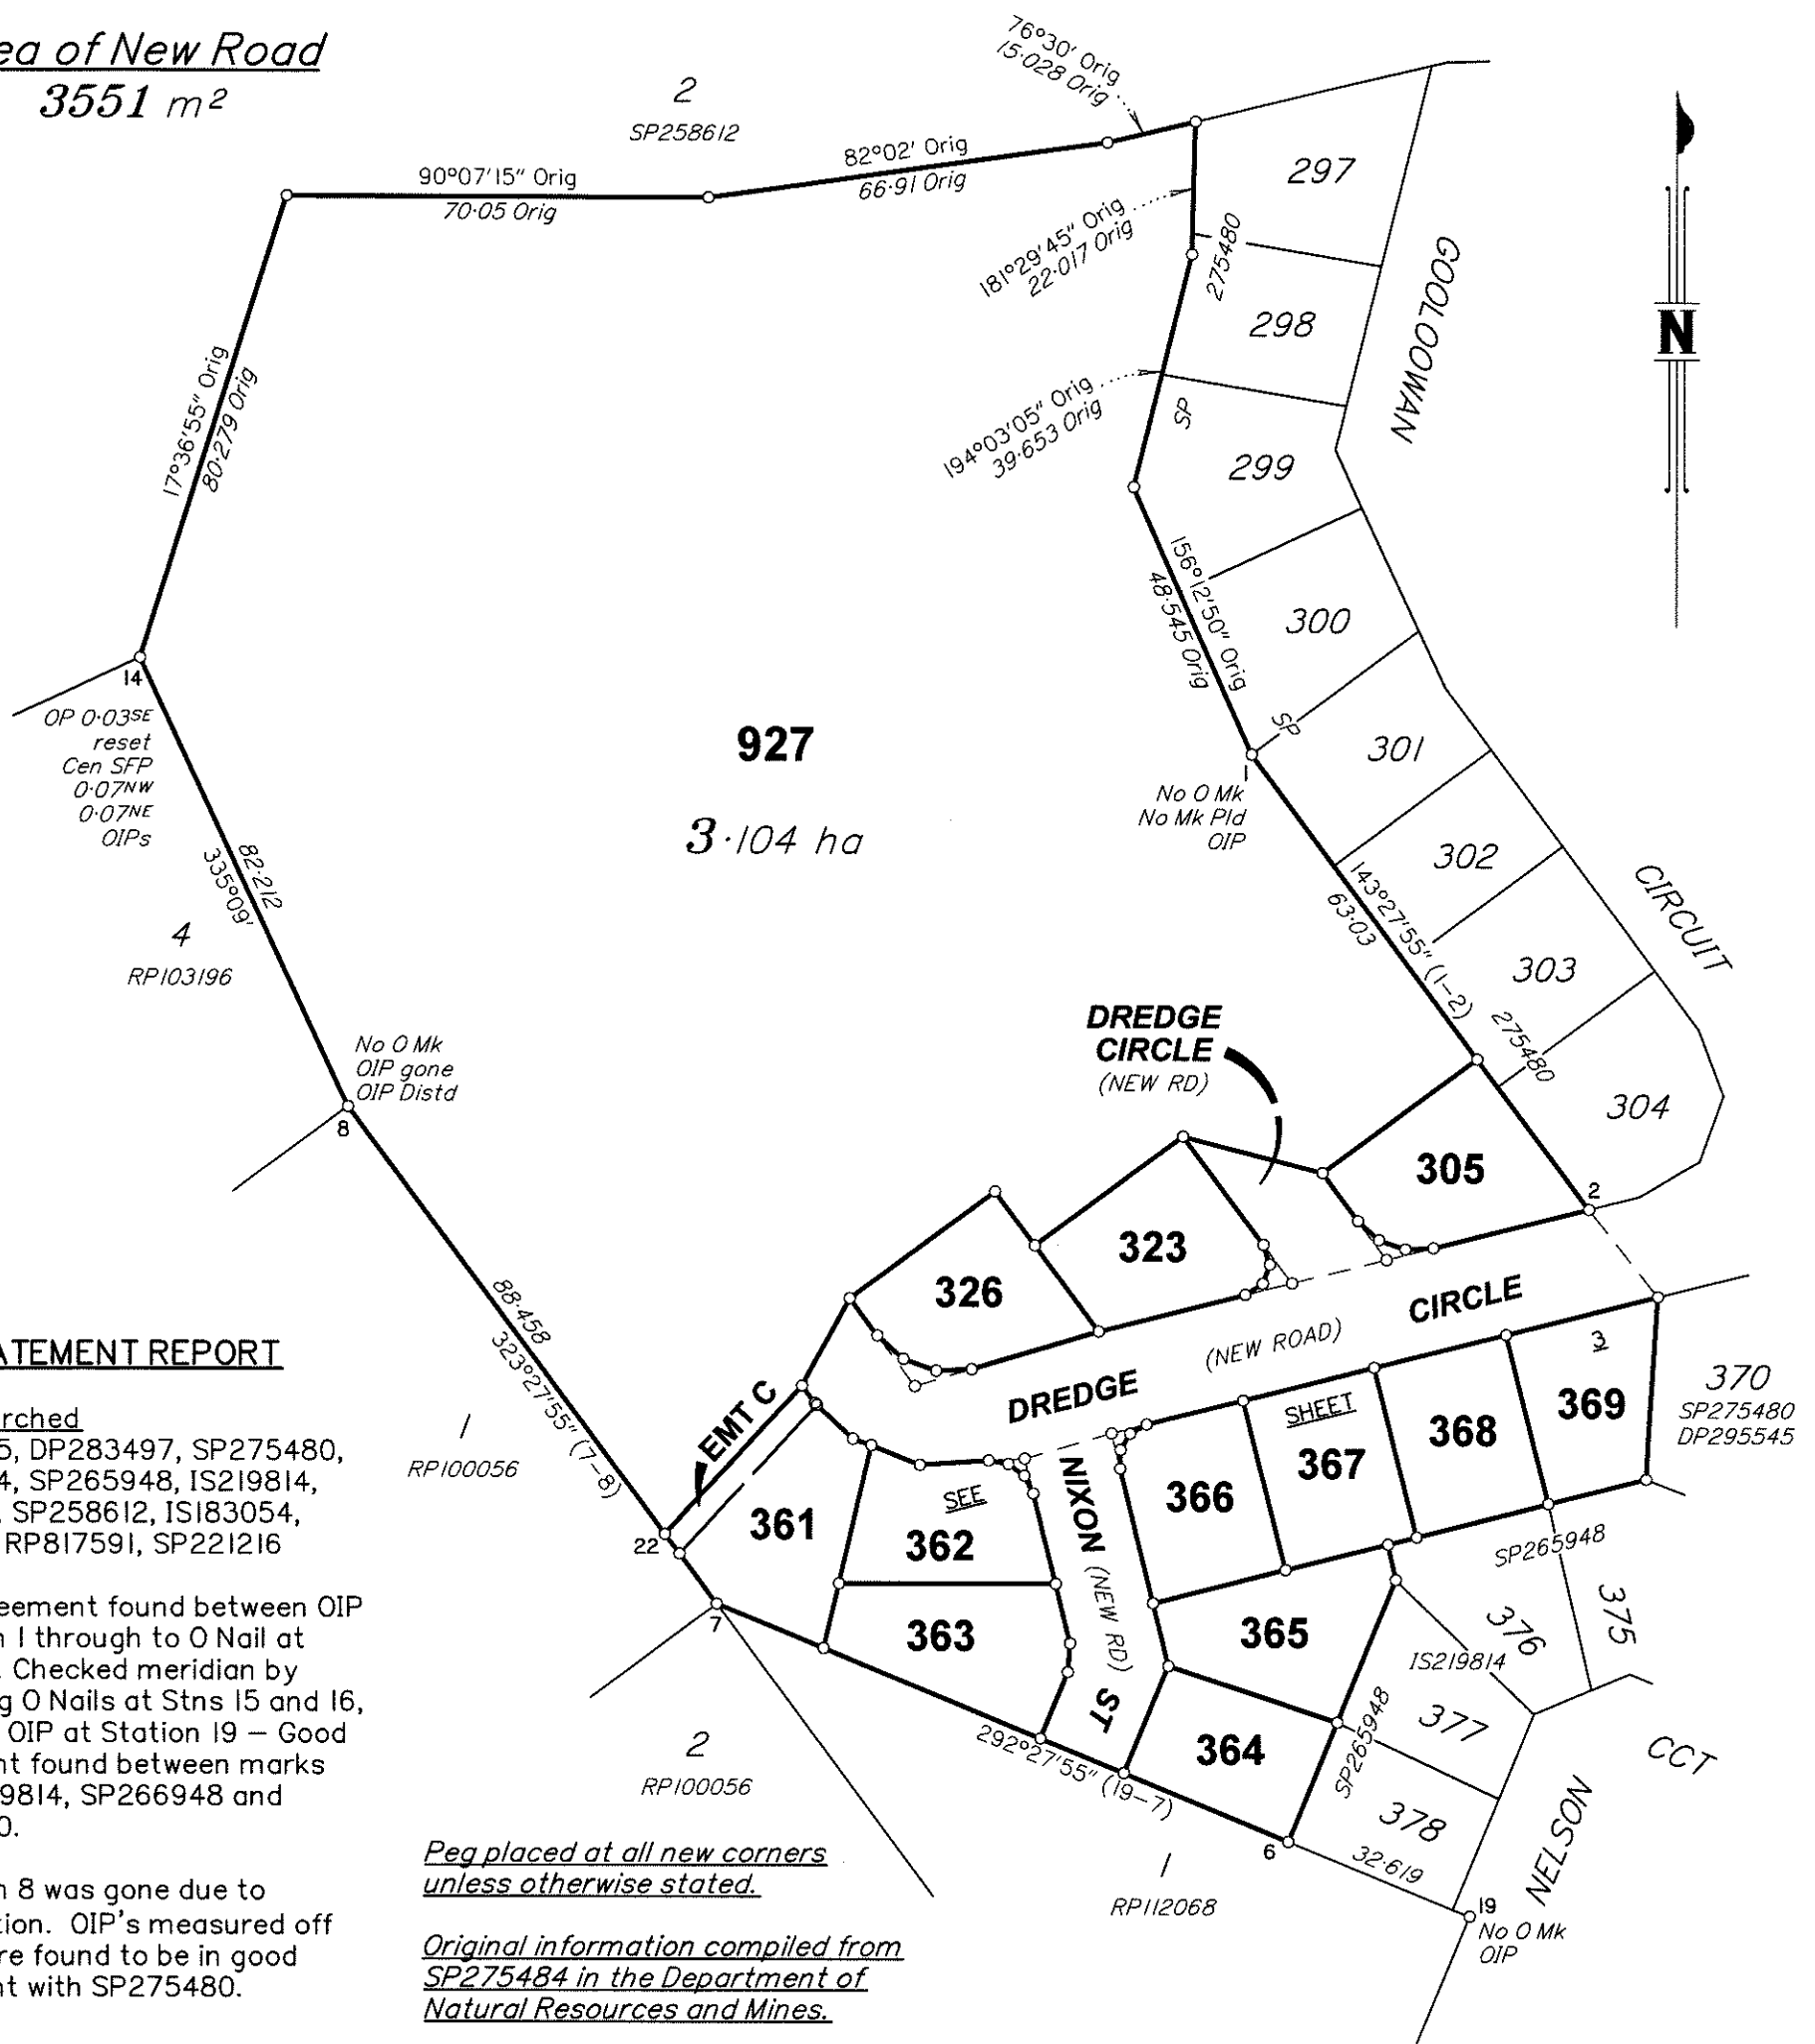 ea of New Road
3551 m²
2
SP258612
76°30' Orig
15·028 Orig
82°02' Orig
66·91 Orig
90°07'15" Orig
70·05 Orig
181°29'45" Orig
22·017 Orig
275480
297
298
GOOLOOWAN
N
17°36'55" Orig
80·279 Orig
194°03'05" Orig
39·653 Orig
SP
299
156°12'50" Orig
48·545 Orig
300
14
OP 0·03SE
reset
Cen SFP
0·07NW
0·07NE
OIPs
927
3·104 ha
SP
301
No O Mk
No Mk Pld
OIP
302
82·212
335°09'
4
RP103196
143°27'55" (1-2)
63·03
CIRCUIT
303
275480
304
No O Mk
OIP gone
OIP Distd
8
DREDGE
CIRCLE
(NEW RD)
305
2
323
326
88·458
323°27'55" (7-8)
DREDGE
(NEW ROAD)
CIRCLE
3
370
SP275480
DP295545
ATEMENT REPORT
rched
5, DP283497, SP275480,
4, SP265948, IS219814,
, SP258612, IS183054,
RP817591, SP221216
eement found between OIP
n 1 through to O Nail at
. Checked meridian by
g O Nails at Stns 15 and 16,
OIP at Station 19 – Good
nt found between marks
9814, SP266948 and
0.
n 8 was gone due to
tion. OIP's measured off
re found to be in good
nt with SP275480.
1
RP100056
EMT C
22
361
SEE
362
363
7
NIXON
(NEW RD)
ST
SHEET
366
367
368
369
365
364
SP265948
375
376
IS219814
377
SP265948
378
CCT
NELSON
2
RP100056
292°27'55" (19-7)
6
32·619
19
No O Mk
OIP
1
RP112068
Peg placed at all new corners
unless otherwise stated.
Original information compiled from
SP275484 in the Department of
Natural Resources and Mines.